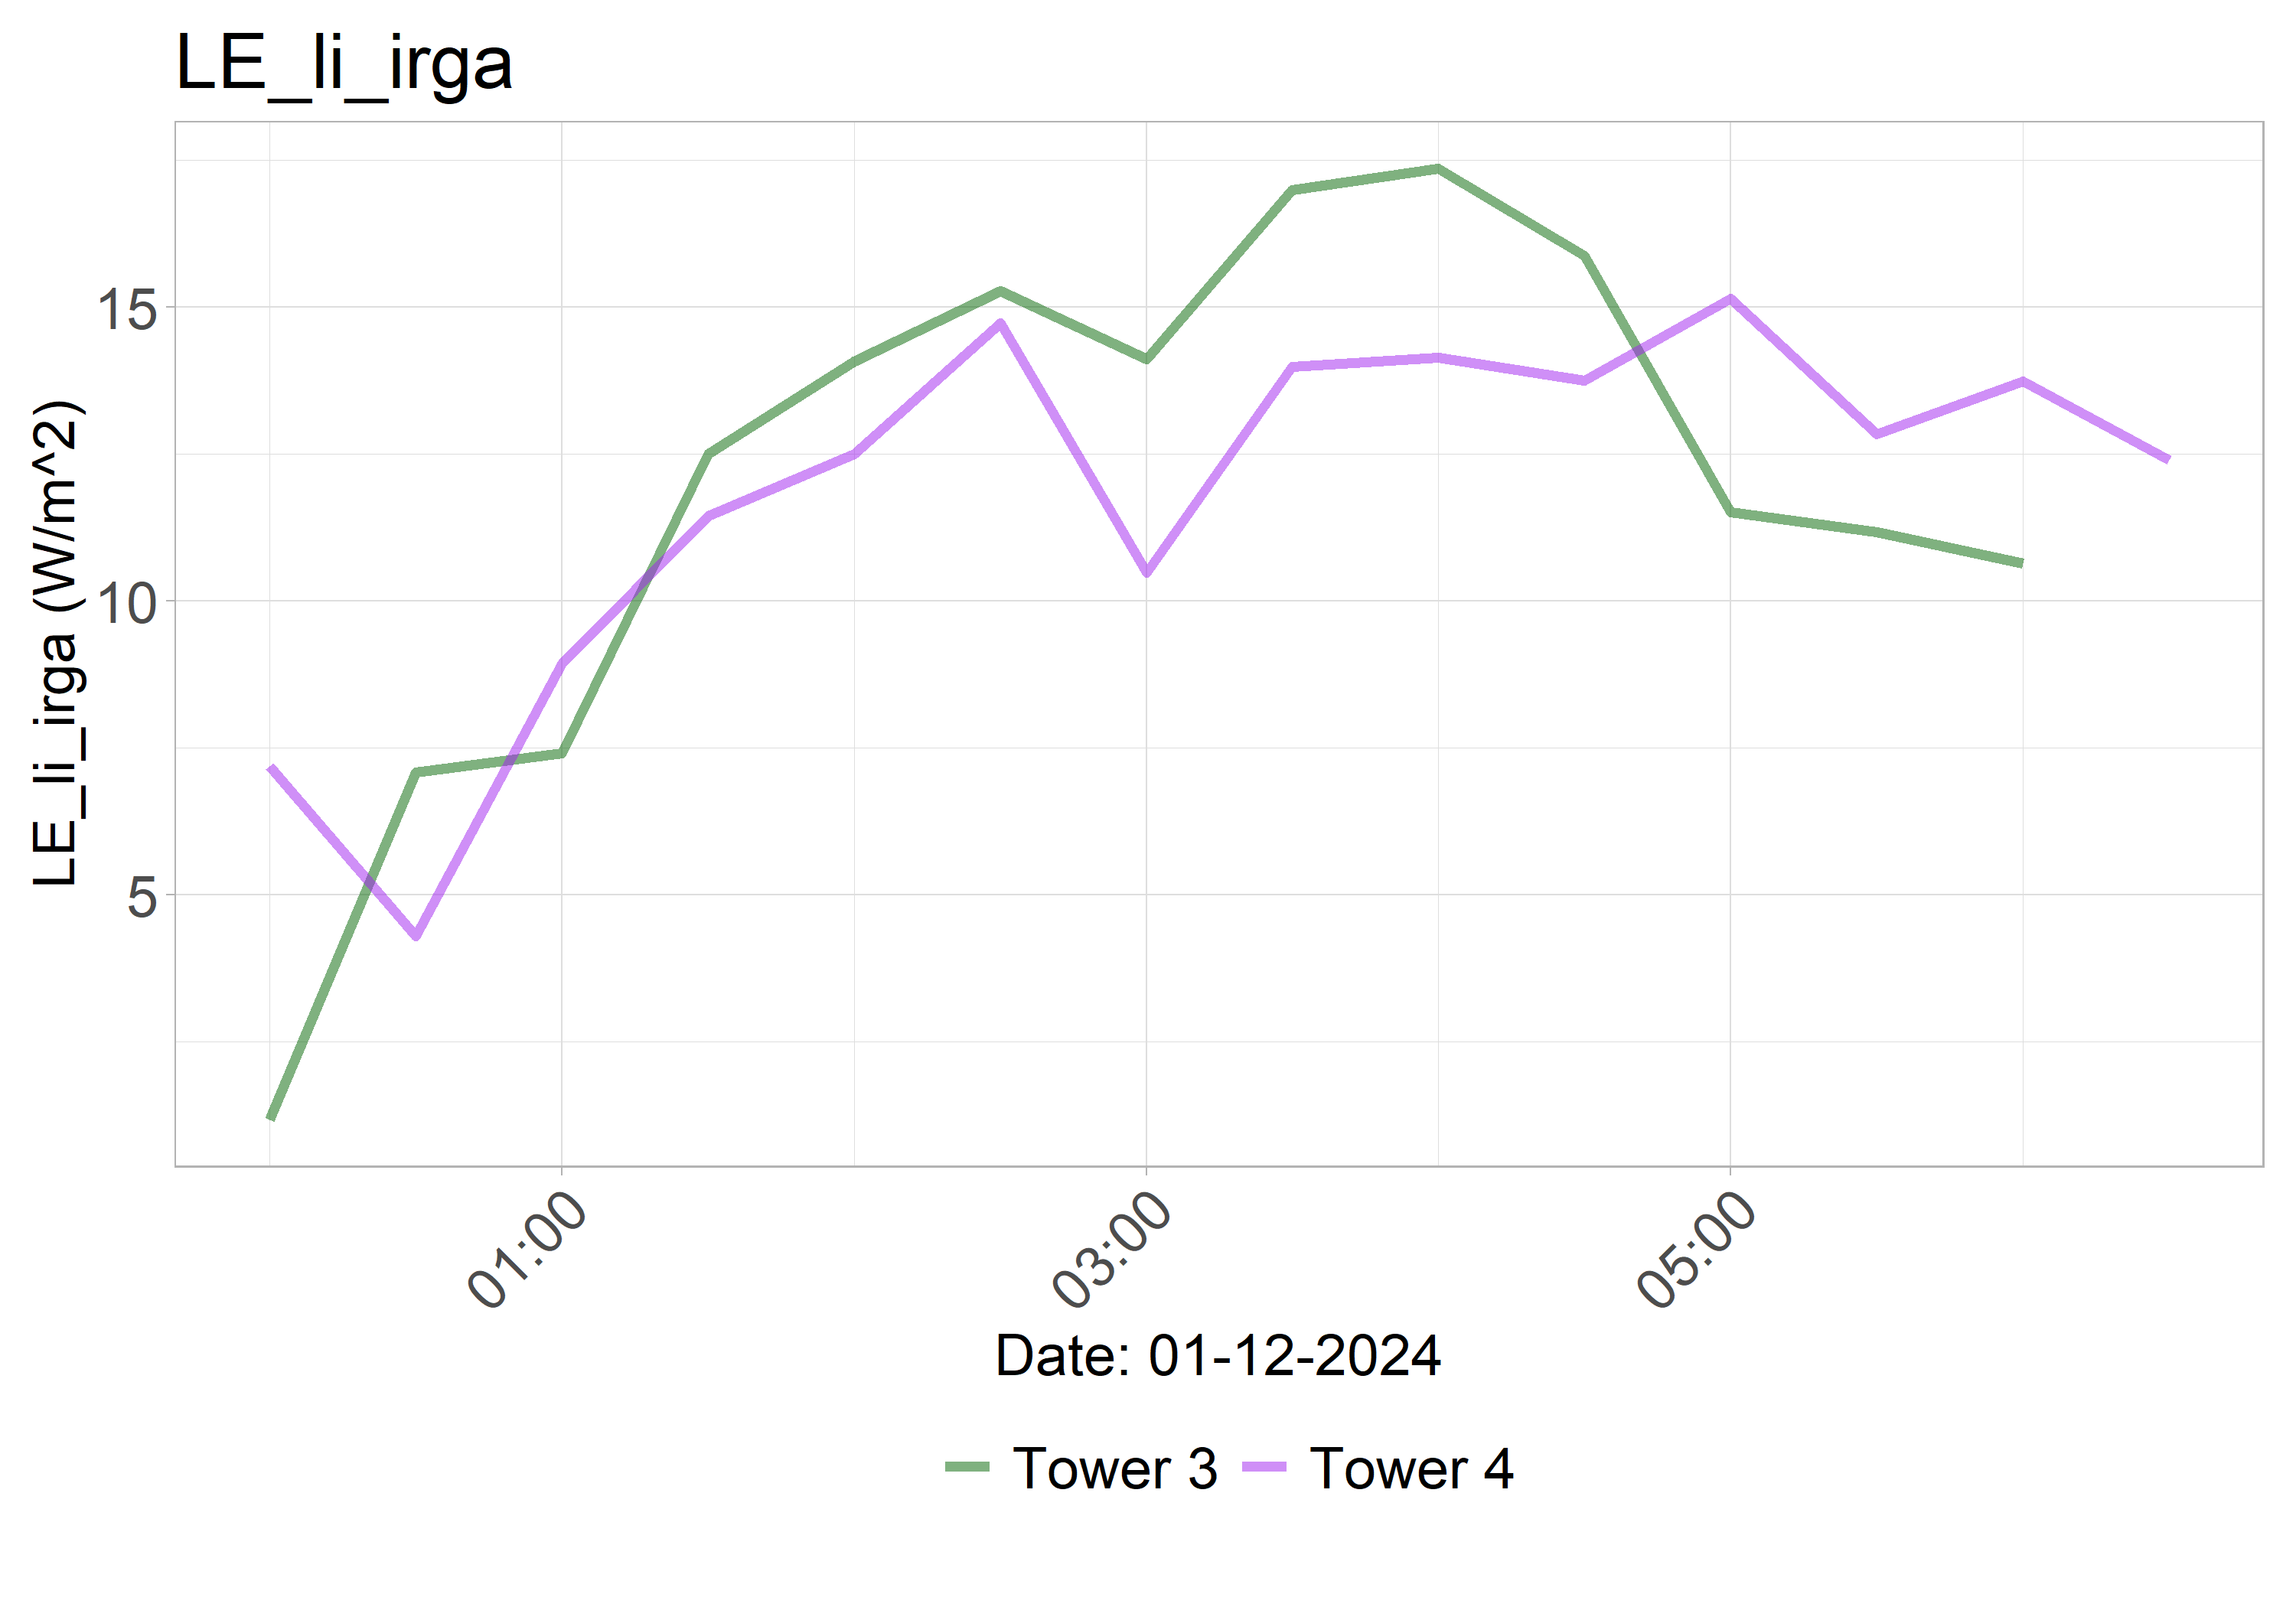 LE_li_irga
LE_li_irga (W/m^2)
15
10
5
01:00
03:00
05:00
Date: 01-12-2024
Tower 3
Tower 4